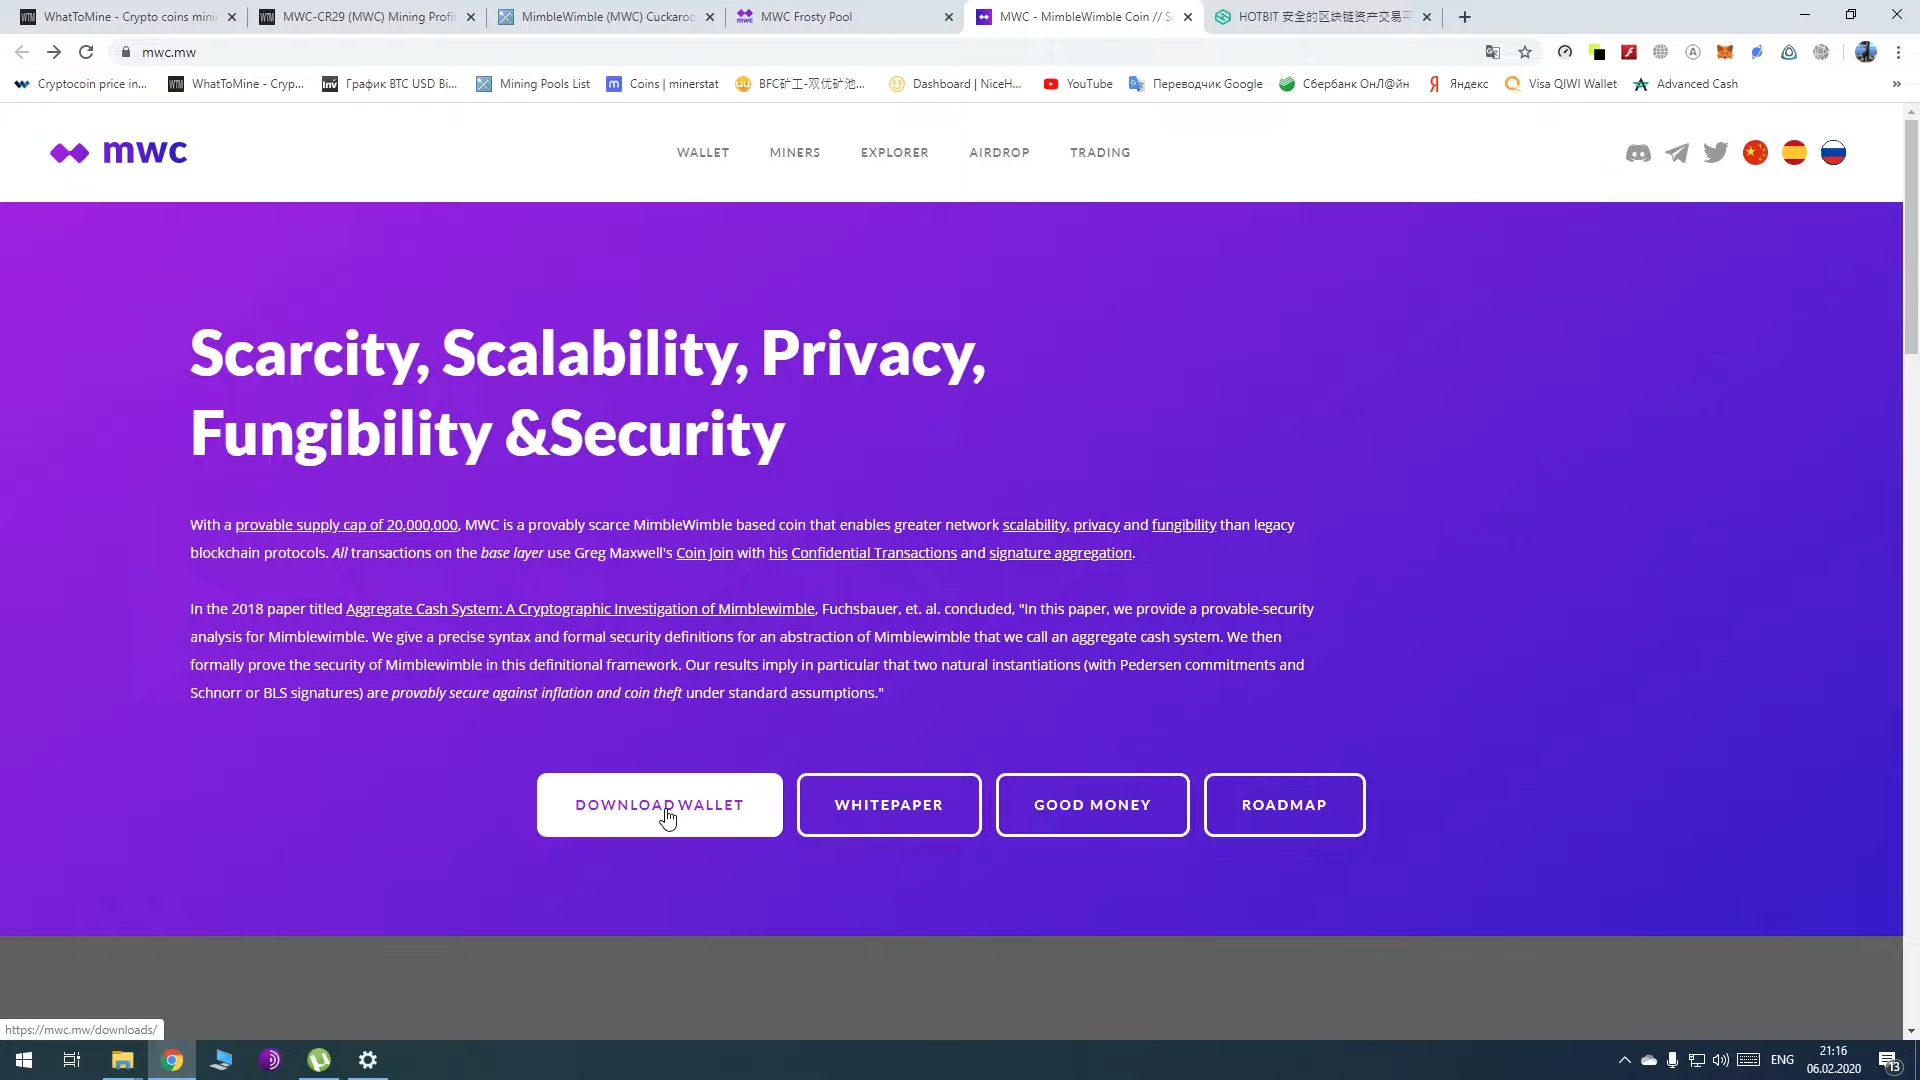 WhatToMine - Crypto coins mini
MWC-CR29 (MWC) Mining Profit
MimbleWimble (MWC) Cuckaroo
MWC Frosty Pool
MWC - MimbleWimble Coin // S
HOTBIT 安全的区块链资产交易平
mwc.mw
Cryptocoin price in...
WhatToMine - Cryp...
График BTC USD Bi...
Mining Pools List
Coins | minerstat
BFC矿工-双优矿池...
Dashboard | NiceH...
YouTube
Переводчик Google
Сбербанк ОнЛ@йн
Яндекс
Visa QIWI Wallet
Advanced Cash
»
mwc
WALLET
MINERS
EXPLORER
AIRDROP
TRADING
Scarcity, Scalability, Privacy,
Fungibility &Security
With a provable supply cap of 20,000,000, MWC is a provably scarce MimbleWimble based coin that enables greater network scalability, privacy and fungibility than legacy
blockchain protocols. All transactions on the base layer use Greg Maxwell's Coin Join with his Confidential Transactions and signature aggregation.
In the 2018 paper titled Aggregate Cash System: A Cryptographic Investigation of Mimblewimble, Fuchsbauer, et. al. concluded, "In this paper, we provide a provable-security
analysis for Mimblewimble. We give a precise syntax and formal security definitions for an abstraction of Mimblewimble that we call an aggregate cash system. We then
formally prove the security of Mimblewimble in this definitional framework. Our results imply in particular that two natural instantiations (with Pedersen commitments and
Schnorr or BLS signatures) are provably secure against inflation and coin theft under standard assumptions."
DOWNLOAD WALLET
WHITEPAPER
GOOD MONEY
ROADMAP
https://mwc.mw/downloads/
ENG
21:16
06.02.2020
13